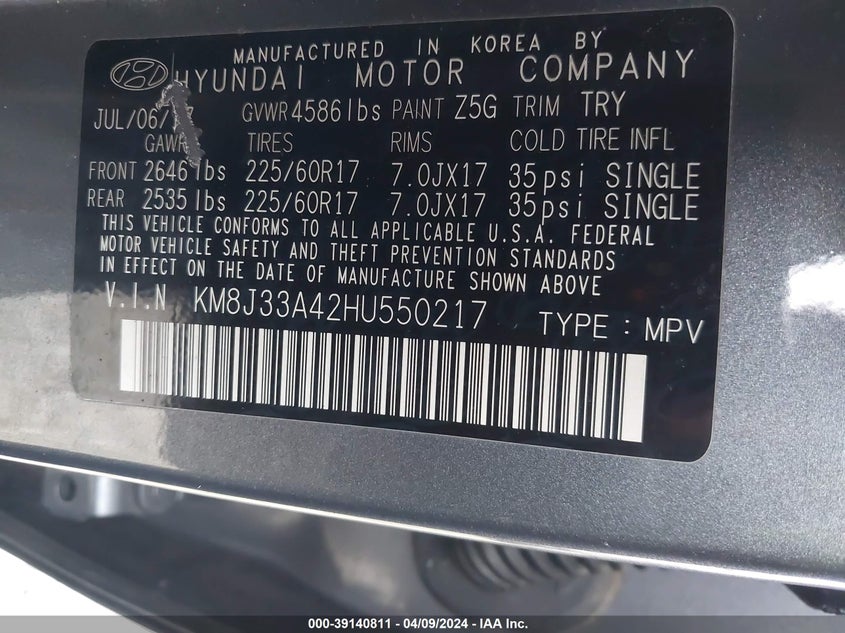 MANUFACTURED IN KOREA BY
HYUNDAI MOTOR COMPANY
JUL/06/ GVWR 4586 lbs PAINT Z5G TRIM TRY
GAWR TIRES RIMS COLD TIRE INFL
FRONT 2646 lbs 225/60R17 7.0JX17 35psi SINGLE
REAR 2535 lbs 225/60R17 7.0JX17 35psi SINGLE
THIS VEHICLE CONFORMS TO ALL APPLICABLE U.S.A. FEDERAL
MOTOR VEHICLE SAFETY AND THEFT PREVENTION STANDARDS
IN EFFECT ON THE DATE OF MANUFACTURE SHOWN ABOVE
V.I.N KM8J33A42HU550217 TYPE : MPV
000-39140811 - 04/09/2024 - IAA Inc.